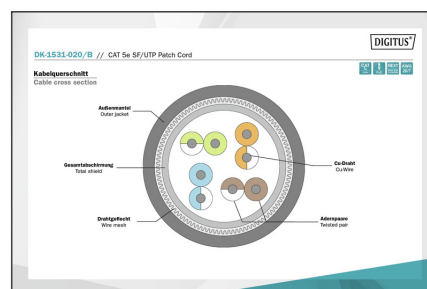 DIGITUS®
DK-1531-020/B // CAT 5e SF/UTP Patch Cord
Kabelquerschnitt
Cable cross section
Außenmantel
Outer jacket
Gesamtabschirmung
Total shield
Cu-Draht
Cu-Wire
Drahtgeflecht
Wire mesh
Aderspaare
Twisted pair